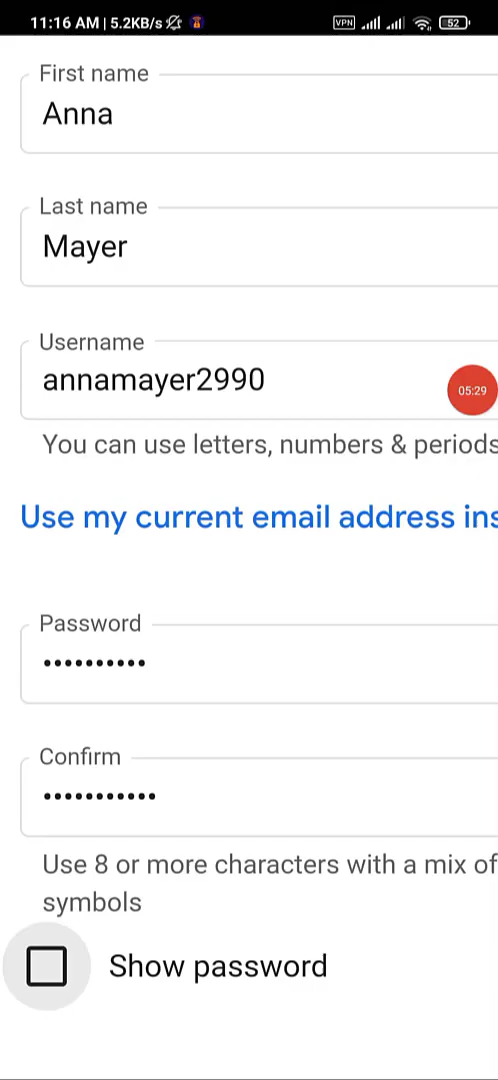 11:16 AM | 5.2KB/s VPN 52
First name
Anna
Last name
Mayer
Username
annamayer2990
05:29
You can use letters, numbers & periods
Use my current email address ins
Password
••••••••••
Confirm
•••••••••••
Use 8 or more characters with a mix of
symbols
Show password